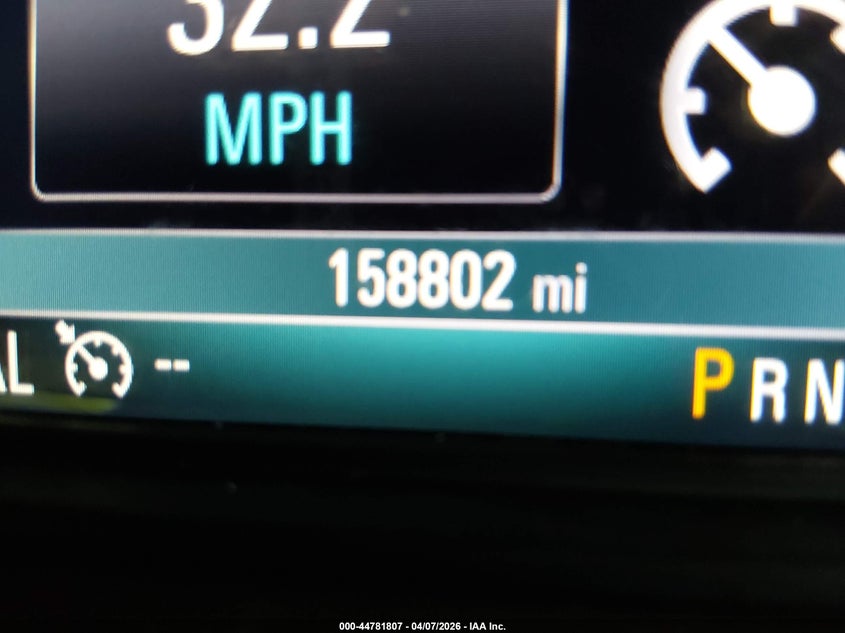 32.2
MPH
158802 mi
AL --
P R N
000-44781807 - 04/07/2026 - IAA Inc.